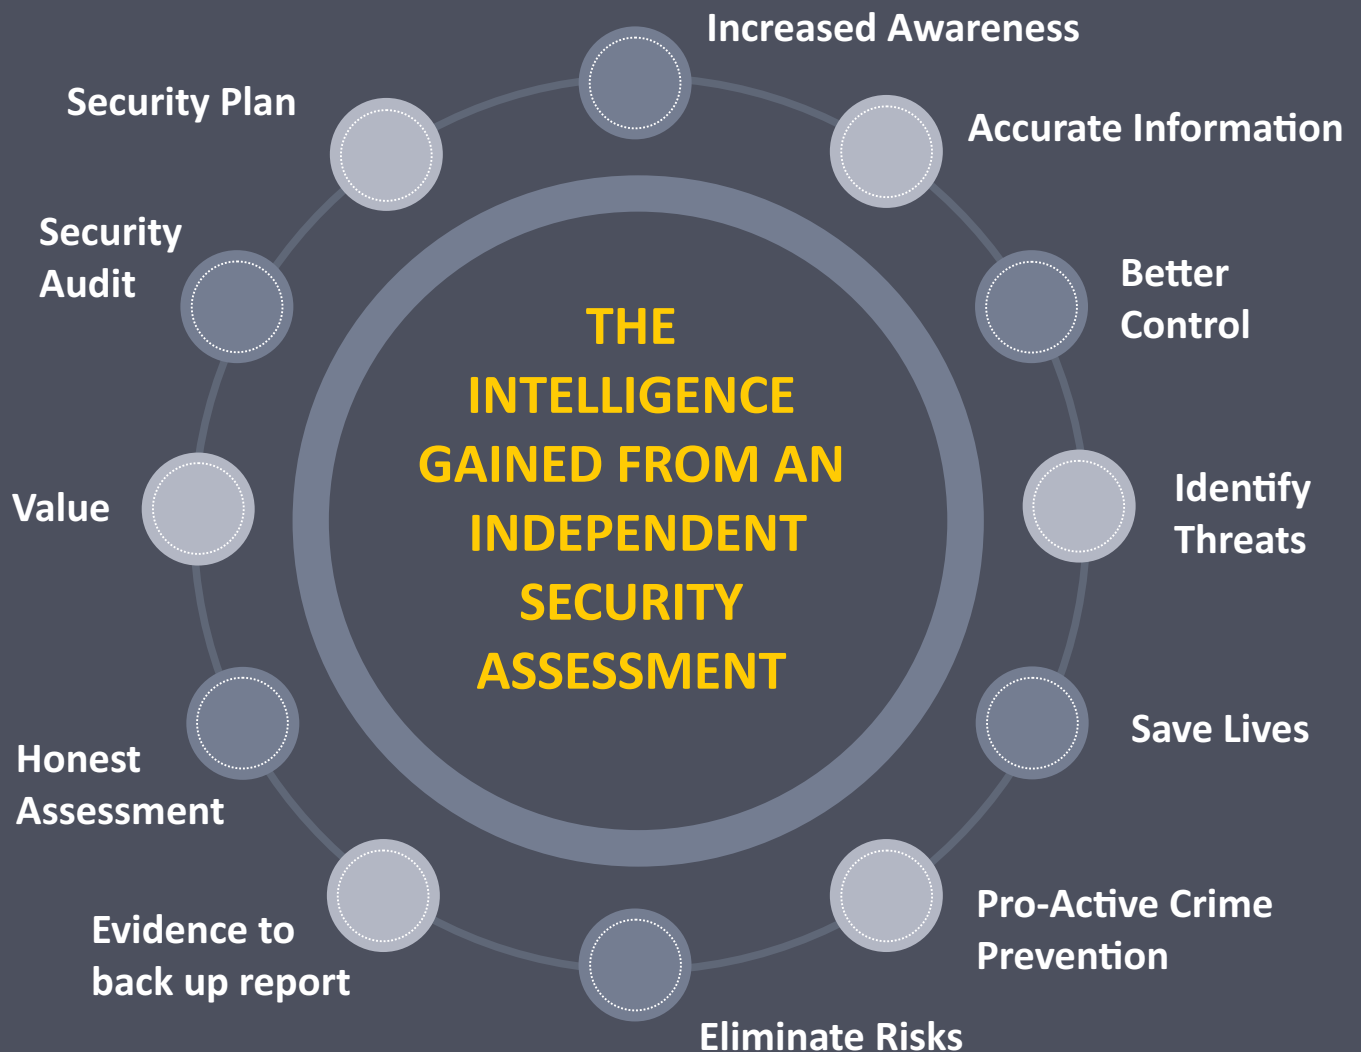 Increased Awareness
Accurate Information
Better
Control
Identify
Threats
Save Lives
Pro-Active Crime
Prevention
Eliminate Risks
Evidence to
back up report
Honest
Assessment
Value
Security
Audit
Security Plan
THE
INTELLIGENCE
GAINED FROM AN
INDEPENDENT
SECURITY
ASSESSMENT